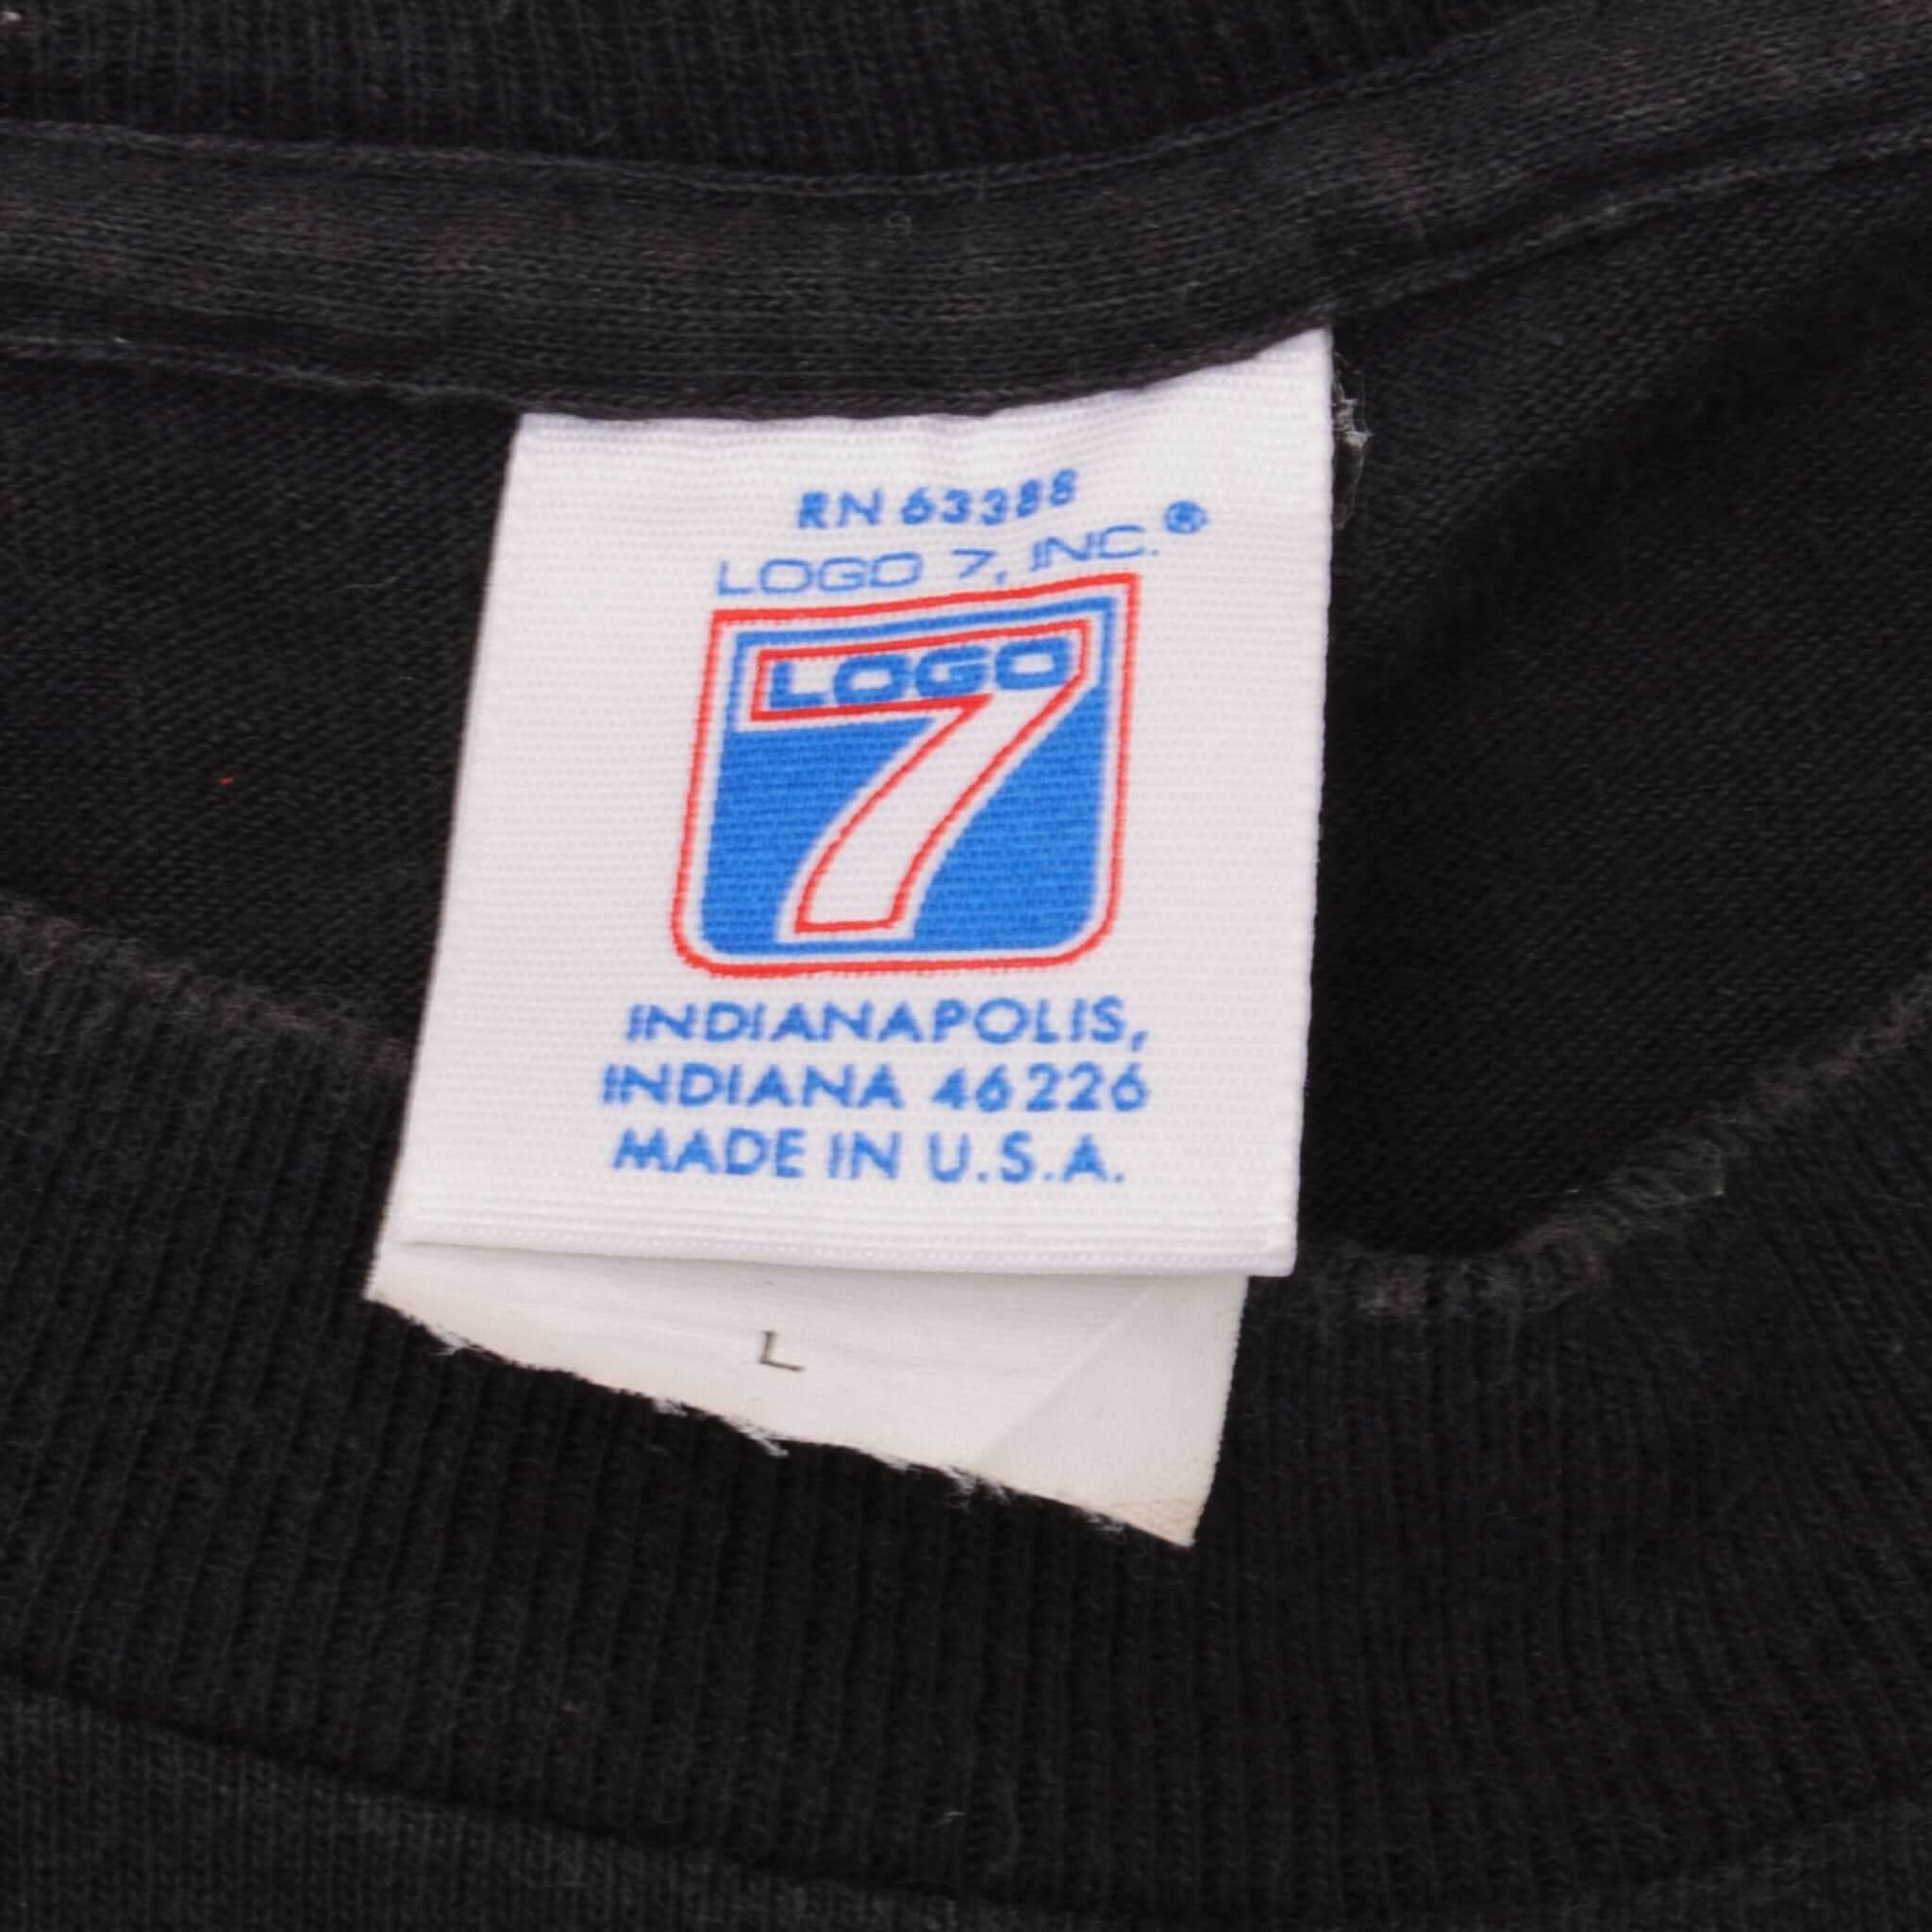 RN 63388
LOGO 7, INC.®
LOGO
7
INDIANAPOLIS,
INDIANA 46226
MADE IN U.S.A.
L